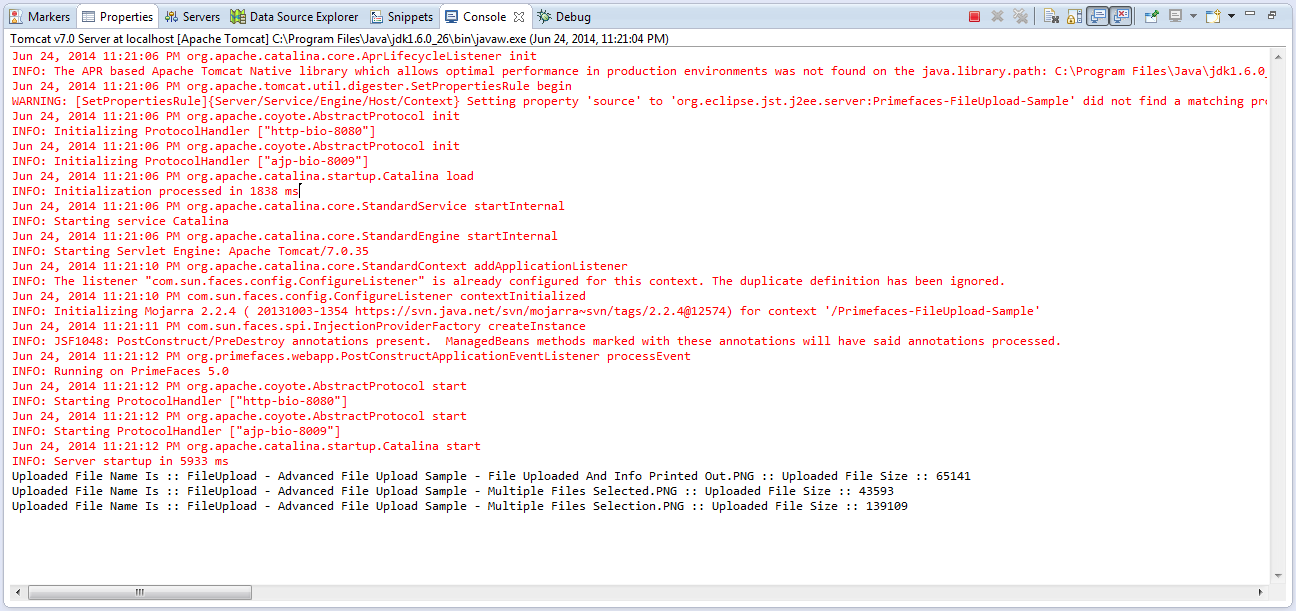 Markers Properties Servers Data Source Explorer Snippets Console Debug
Tomcat v7.0 Server at localhost [Apache Tomcat] C:\Program Files\Java\jdk1.6.0_26\bin\javaw.exe (Jun 24, 2014, 11:21:04 PM)
Jun 24, 2014 11:21:06 PM org.apache.catalina.core.AprLifecycleListener init
INFO: The APR based Apache Tomcat Native library which allows optimal performance in production environments was not found on the java.library.path: C:\Program Files\Java\jdk1.6.0_
Jun 24, 2014 11:21:06 PM org.apache.tomcat.util.digester.SetPropertiesRule begin
WARNING: [SetPropertiesRule]{Server/Service/Engine/Host/Context} Setting property 'source' to 'org.eclipse.jst.j2ee.server:Primefaces-FileUpload-Sample' did not find a matching pro
Jun 24, 2014 11:21:06 PM org.apache.coyote.AbstractProtocol init
INFO: Initializing ProtocolHandler ["http-bio-8080"]
Jun 24, 2014 11:21:06 PM org.apache.coyote.AbstractProtocol init
INFO: Initializing ProtocolHandler ["ajp-bio-8009"]
Jun 24, 2014 11:21:06 PM org.apache.catalina.startup.Catalina load
INFO: Initialization processed in 1838 ms
Jun 24, 2014 11:21:06 PM org.apache.catalina.core.StandardService startInternal
INFO: Starting service Catalina
Jun 24, 2014 11:21:06 PM org.apache.catalina.core.StandardEngine startInternal
INFO: Starting Servlet Engine: Apache Tomcat/7.0.35
Jun 24, 2014 11:21:10 PM org.apache.catalina.core.StandardContext addApplicationListener
INFO: The listener "com.sun.faces.config.ConfigureListener" is already configured for this context. The duplicate definition has been ignored.
Jun 24, 2014 11:21:10 PM com.sun.faces.config.ConfigureListener contextInitialized
INFO: Initializing Mojarra 2.2.4 ( 20131003-1354 https://svn.java.net/svn/mojarra~svn/tags/2.2.4@12574) for context '/Primefaces-FileUpload-Sample'
Jun 24, 2014 11:21:11 PM com.sun.faces.spi.InjectionProviderFactory createInstance
INFO: JSF1048: PostConstruct/PreDestroy annotations present.  ManagedBeans methods marked with these annotations will have said annotations processed.
Jun 24, 2014 11:21:12 PM org.primefaces.webapp.PostConstructApplicationEventListener processEvent
INFO: Running on PrimeFaces 5.0
Jun 24, 2014 11:21:12 PM org.apache.coyote.AbstractProtocol start
INFO: Starting ProtocolHandler ["http-bio-8080"]
Jun 24, 2014 11:21:12 PM org.apache.coyote.AbstractProtocol start
INFO: Starting ProtocolHandler ["ajp-bio-8009"]
Jun 24, 2014 11:21:12 PM org.apache.catalina.startup.Catalina start
INFO: Server startup in 5933 ms
Uploaded File Name Is :: FileUpload - Advanced File Upload Sample - File Uploaded And Info Printed Out.PNG :: Uploaded File Size :: 65141
Uploaded File Name Is :: FileUpload - Advanced File Upload Sample - Multiple Files Selected.PNG :: Uploaded File Size :: 43593
Uploaded File Name Is :: FileUpload - Advanced File Upload Sample - Multiple Files Selection.PNG :: Uploaded File Size :: 139109